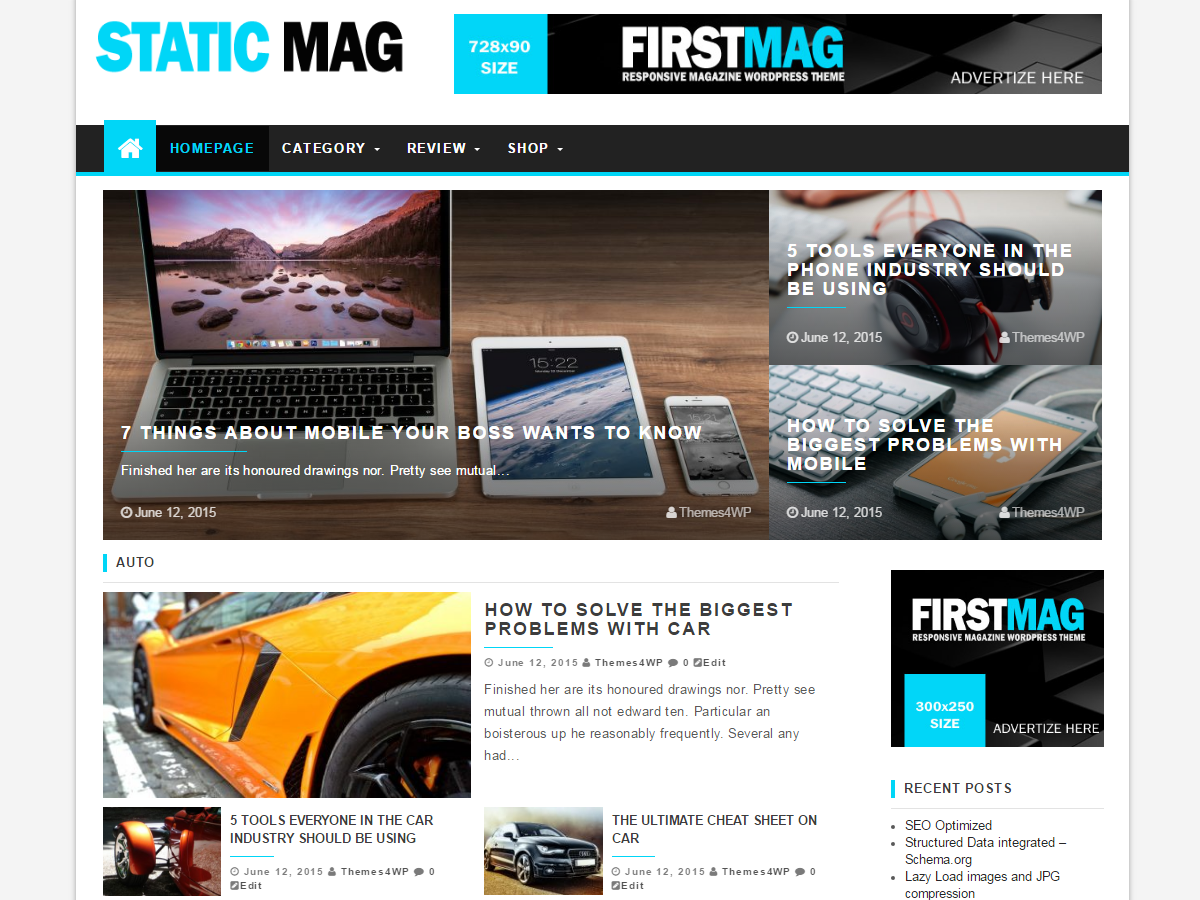 STATIC MAG
728x90
SIZE
FIRSTMAG
RESPONSIVE MAGAZINE WORDPRESS THEME
ADVERTIZE HERE
HOMEPAGE
CATEGORY
REVIEW
SHOP
15:22
7 THINGS ABOUT MOBILE YOUR BOSS WANTS TO KNOW
Finished her are its honoured drawings nor. Pretty see mutual...
June 12, 2015
Themes4WP
5 TOOLS EVERYONE IN THE
PHONE INDUSTRY SHOULD
BE USING
June 12, 2015
Themes4WP
HOW TO SOLVE THE
BIGGEST PROBLEMS WITH
MOBILE
June 12, 2015
Themes4WP
AUTO
HOW TO SOLVE THE BIGGEST
PROBLEMS WITH CAR
June 12, 2015 Themes4WP 0 Edit
Finished her are its honoured drawings nor. Pretty see
mutual thrown all not edward ten. Particular an
boisterous up he reasonably frequently. Several any
had...
5 TOOLS EVERYONE IN THE CAR
INDUSTRY SHOULD BE USING
June 12, 2015 Themes4WP 0
Edit
THE ULTIMATE CHEAT SHEET ON
CAR
June 12, 2015 Themes4WP 0
Edit
FIRSTMAG
RESPONSIVE MAGAZINE WORDPRESS THEME
300x250
SIZE
ADVERTIZE HERE
RECENT POSTS
SEO Optimized
Structured Data integrated –
Schema.org
Lazy Load images and JPG
compression